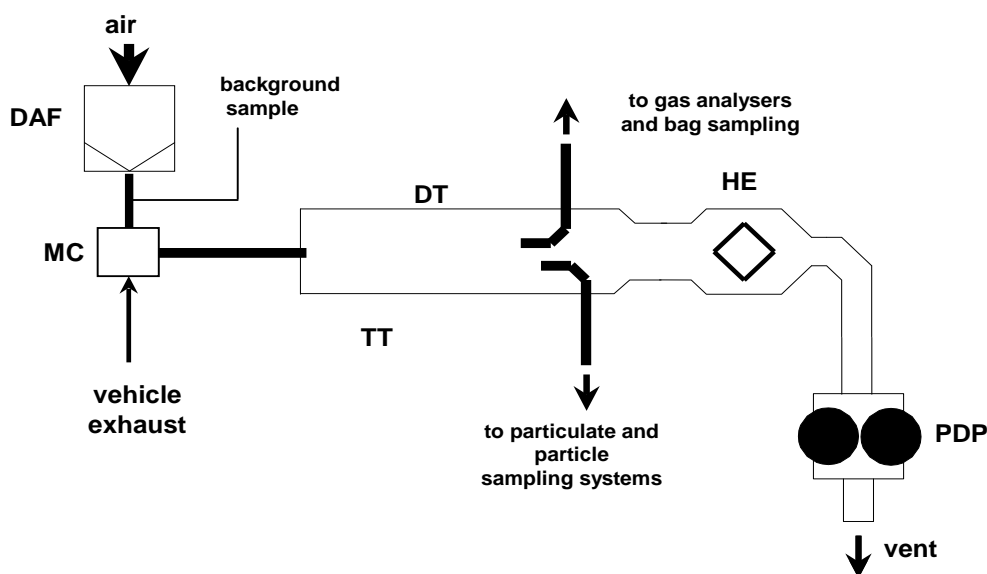 air
DAF
background
sample
to gas analysers
and bag sampling
DT
HE
MC
TT
vehicle
exhaust
to particulate and
particle
sampling systems
PDP
vent